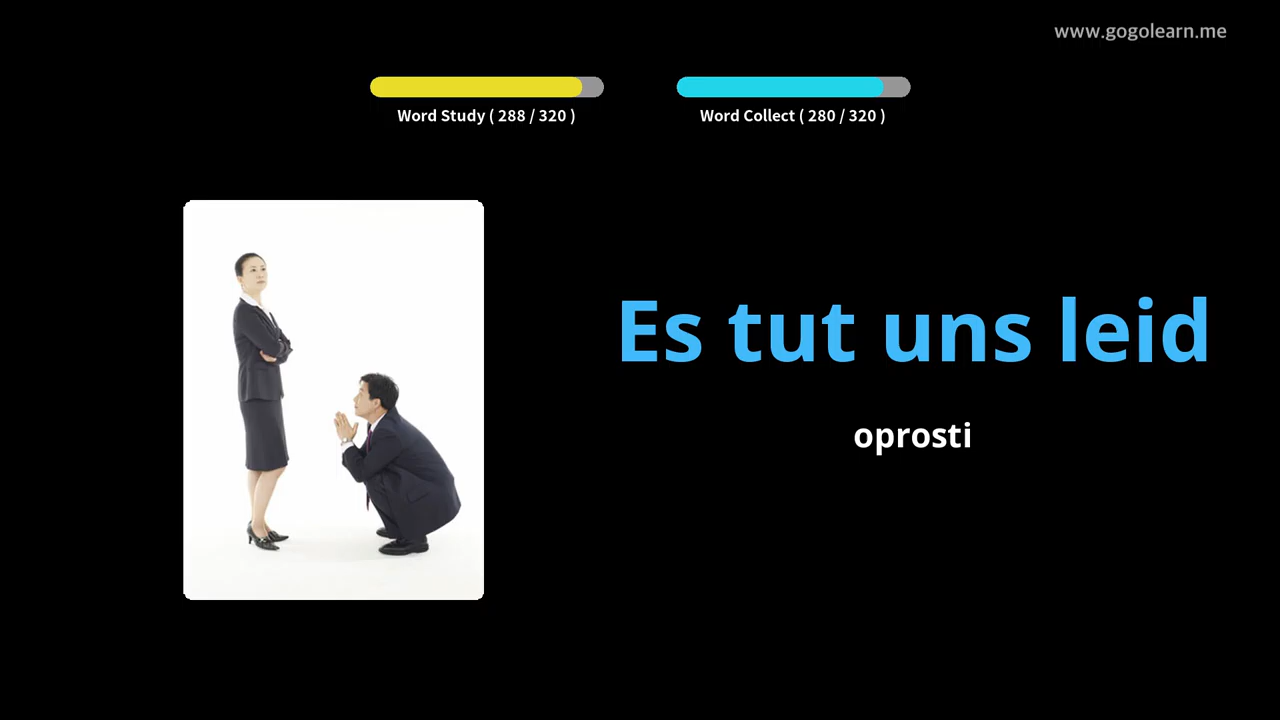 www.gogolearn.me
Word Study ( 288 / 320 )
Word Collect ( 280 / 320 )
Es tut uns leid
oprosti